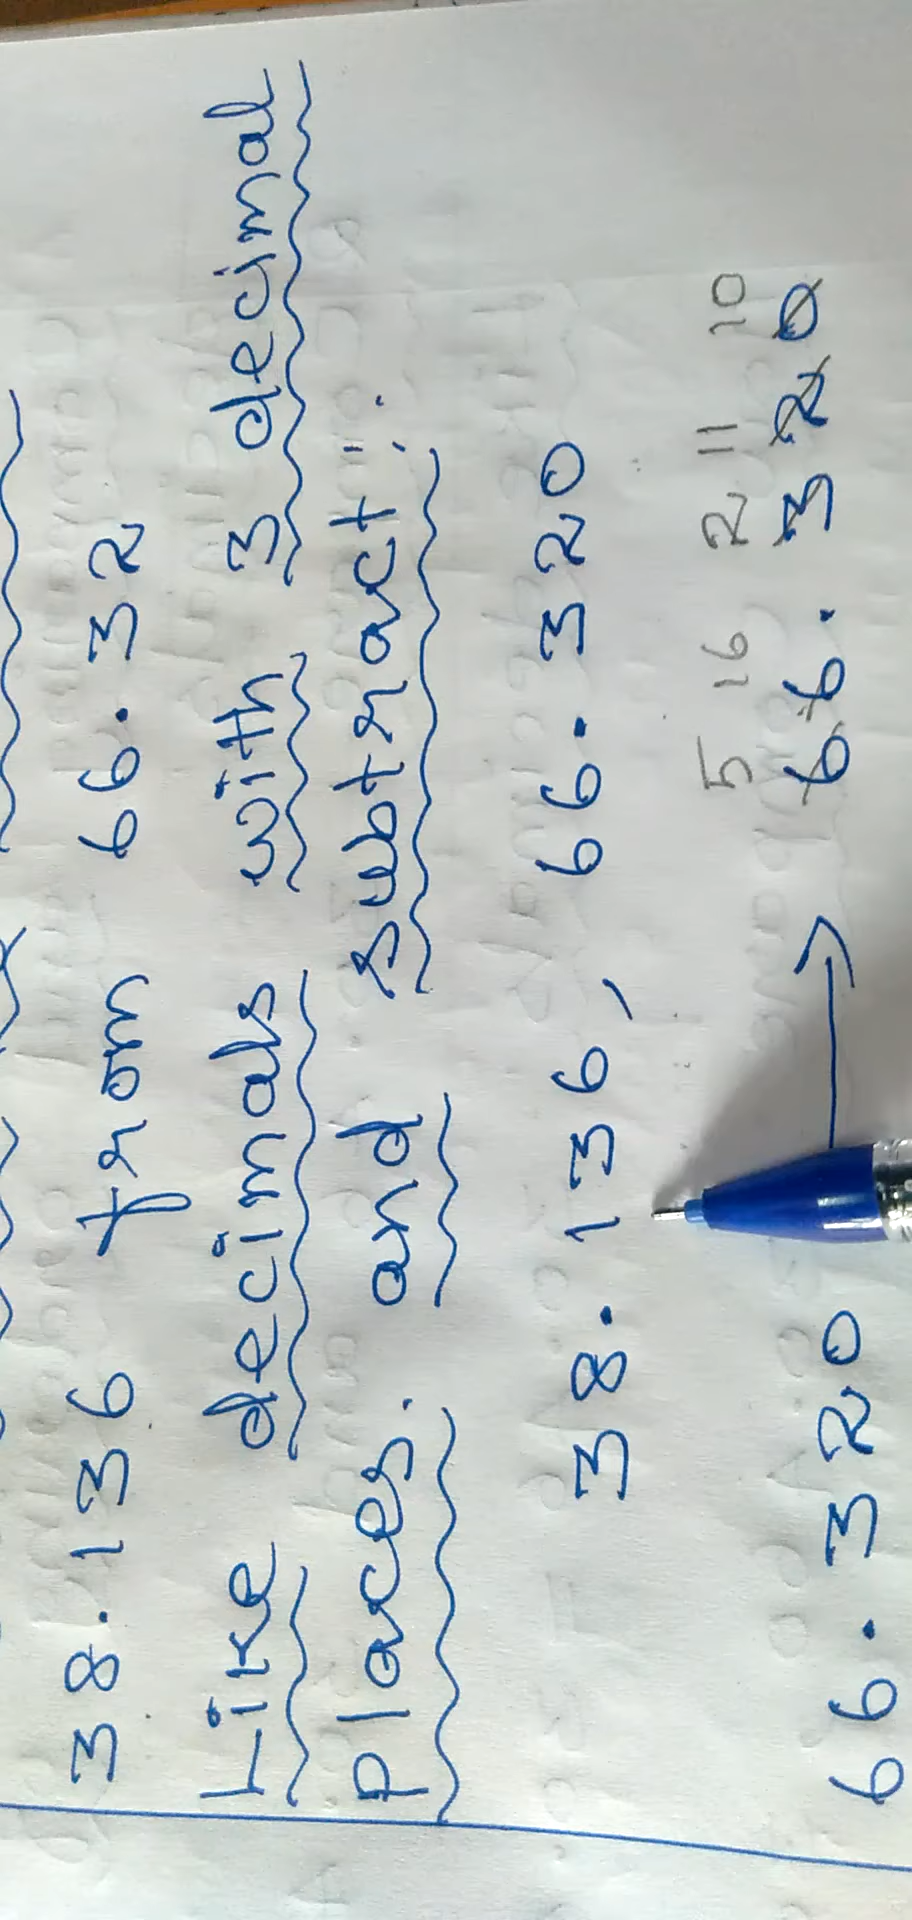 38.136 from 66.32
Like decimals with 3 decimal
places. and subtract:
38.136, 66.320
5 16 2 11 10
66.320 → 66.320